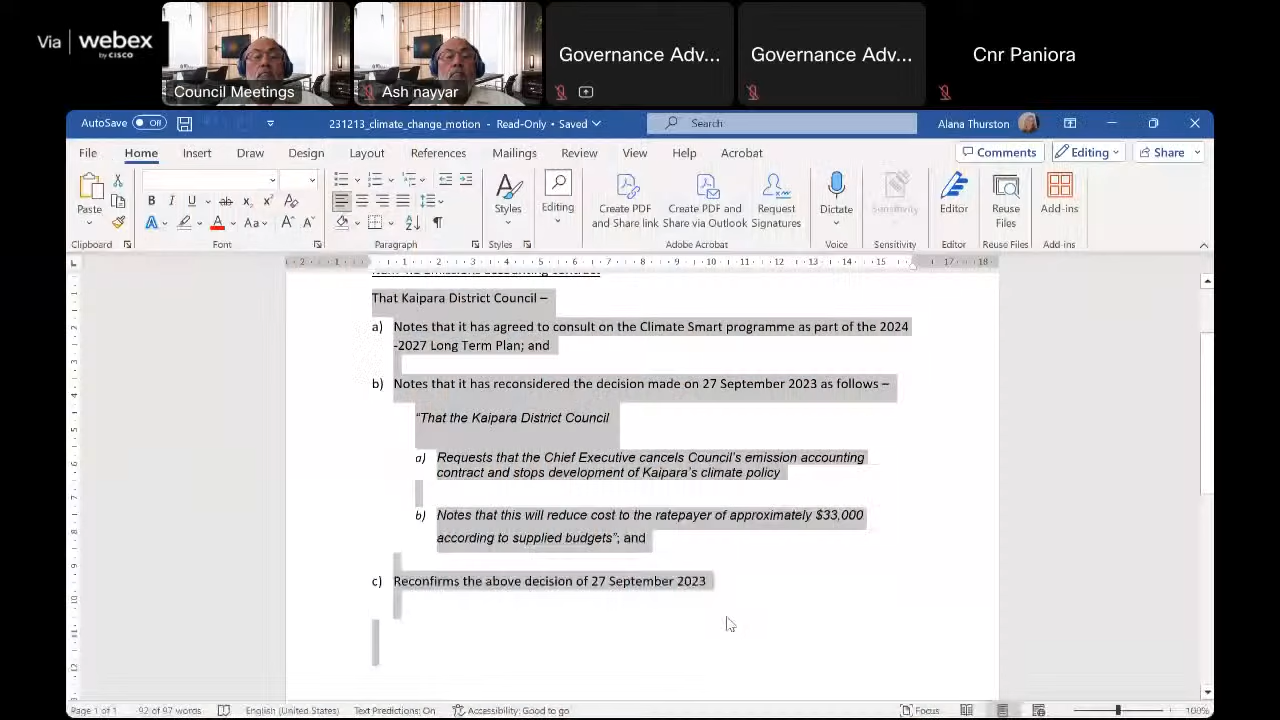 Via webex
by CISCO
Council Meetings
Ash nayyar
Governance Adv...
Governance Adv...
Cnr Paniora
AutoSave Off
231213_climate_change_motion - Read-Only • Saved
Search
Alana Thurston
File Home Insert Draw Design Layout References Mailings Review View Help Acrobat
Comments Editing Share
Paste
Styles
Editing
Create PDF and Share link
Create PDF and Share via Outlook
Request Signatures
Dictate
Sensitivity
Editor
Reuse Files
Add-ins
Clipboard Font Paragraph Styles Adobe Acrobat Voice Sensitivity Editor Reuse Files Add-ins
That Kaipara District Council –
a) Notes that it has agreed to consult on the Climate Smart programme as part of the 2024
-2027 Long Term Plan; and
b) Notes that it has reconsidered the decision made on 27 September 2023 as follows –
“That the Kaipara District Council
a) Requests that the Chief Executive cancels Council’s emission accounting
contract and stops development of Kaipara’s climate policy
b) Notes that this will reduce cost to the ratepayer of approximately $33,000
according to supplied budgets”; and
c) Reconfirms the above decision of 27 September 2023
Page 1 of 1 92 of 97 words English (United States) Text Predictions: On Accessibility: Good to go Focus 100%